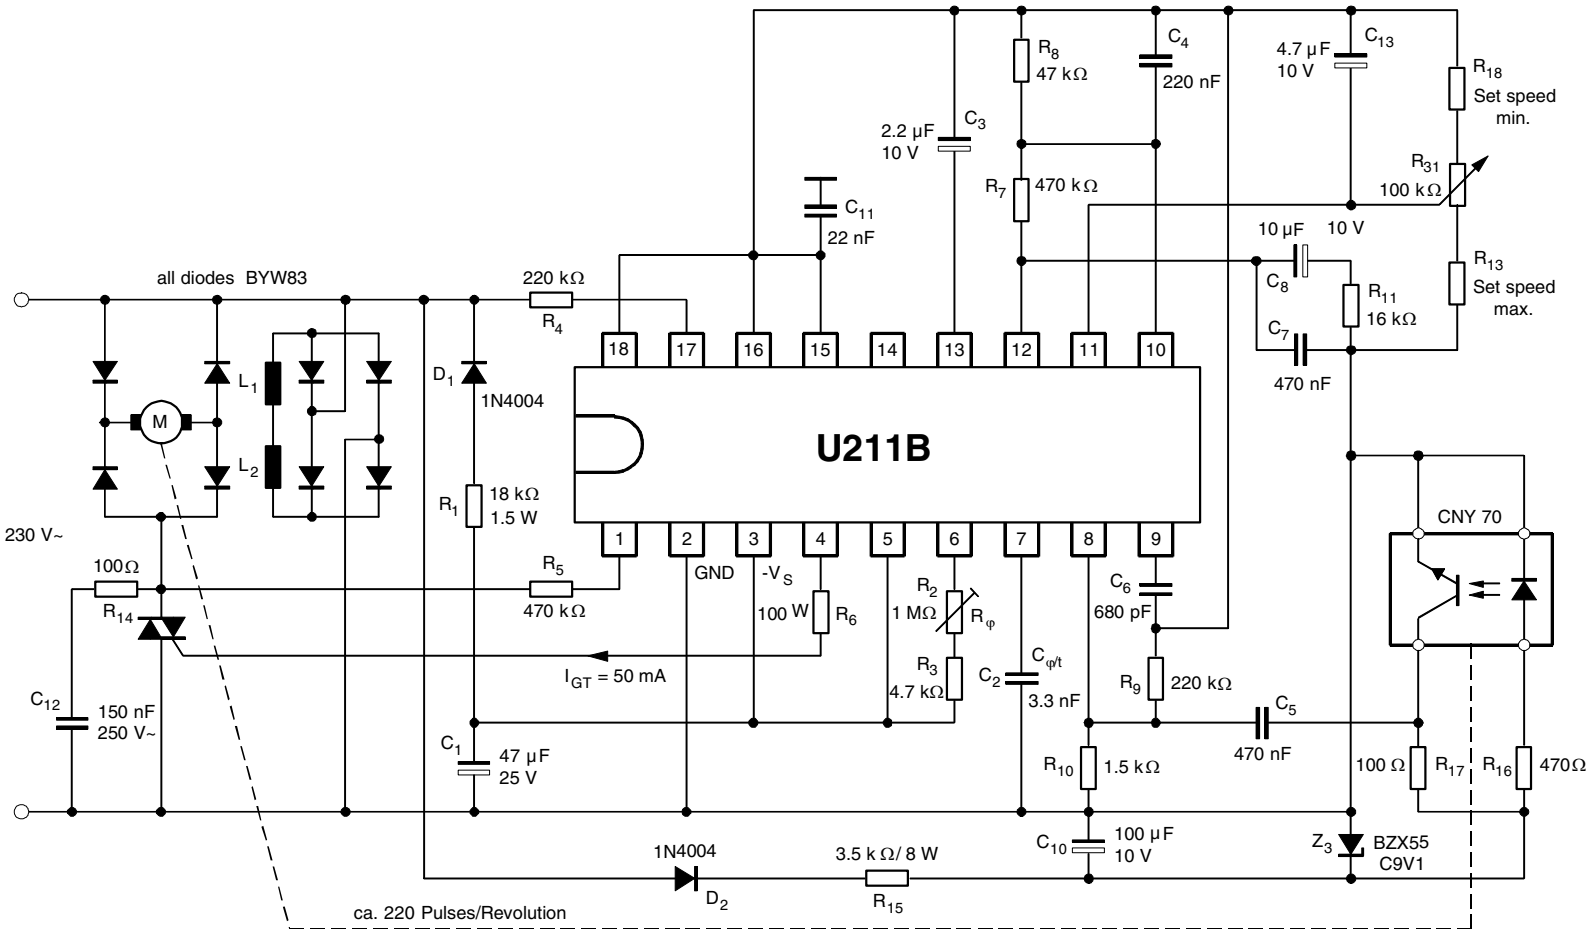 R8
47 kΩ
C4
220 nF
4.7 µF
10 V
C13
R18
Set speed
min.
2.2 µF
10 V
C3
R7
470 kΩ
R31
100 kΩ
C11
22 nF
10 µF
10 V
C8
R13
Set speed
max.
R11
16 kΩ
C7
470 nF
all diodes BYW83
220 kΩ
R4
18
17
16
15
14
13
12
11
10
D1
1N4004
L1
M
L2
U211B
R1
18 kΩ
1.5 W
230 V~
CNY 70
1
2
3
4
5
6
7
8
9
GND
-VS
100Ω
R14
R5
470 kΩ
100 W
R6
R2
1 MΩ
Rφ
C6
680 pF
IGT = 50 mA
R3
4.7 kΩ
C2
Cφ/t
3.3 nF
R9
220 kΩ
C12
150 nF
250 V~
C5
470 nF
C1
47 µF
25 V
R10
1.5 kΩ
100 Ω
R17
R16
470Ω
1N4004
D2
3.5 k Ω/ 8 W
R15
C10
100 µF
10 V
Z3
BZX55
C9V1
ca. 220 Pulses/Revolution